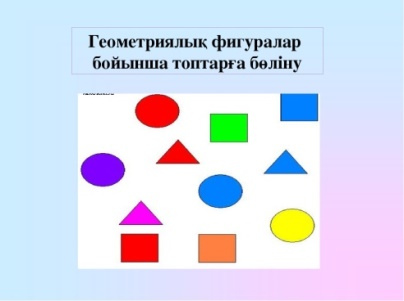 Геометриялық фигуралар
бойынша топтарға бөліну